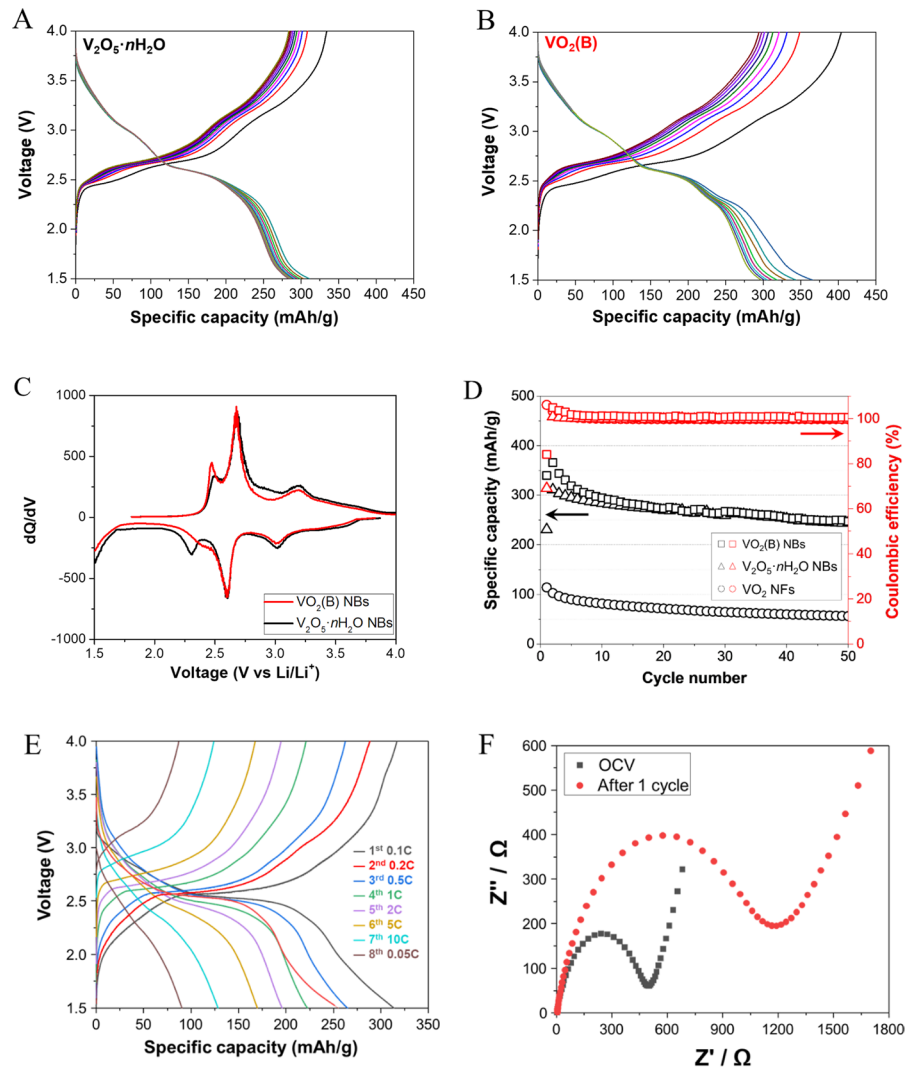 A
V₂O₅·nH₂O
4.0
3.5
3.0
2.5
2.0
1.5
Voltage (V)
0 50 100 150 200 250 300 350 400 450
Specific capacity (mAh/g)
B
VO₂(B)
4.0
3.5
3.0
2.5
2.0
1.5
Voltage (V)
0 50 100 150 200 250 300 350 400 450
Specific capacity (mAh/g)
C
1000
500
0
-500
-1000
dQ/dV
VO₂(B) NBs
V₂O₅·nH₂O NBs
1.5 2.0 2.5 3.0 3.5 4.0
Voltage (V vs Li/Li⁺)
D
500
400
300
200
100
0
Specific capacity (mAh/g)
100
80
60
40
20
0
Coulombic efficiency (%)
VO₂(B) NBs
V₂O₅·nH₂O NBs
VO₂ NFs
0 10 20 30 40 50
Cycle number
E
4.0
3.5
3.0
2.5
2.0
1.5
Voltage (V)
1ˢᵗ 0.1C
2ⁿᵈ 0.2C
3ʳᵈ 0.5C
4ᵗʰ 1C
5ᵗʰ 2C
6ᵗʰ 5C
7ᵗʰ 10C
8ᵗʰ 0.05C
0 50 100 150 200 250 300 350
Specific capacity (mAh/g)
F
600
500
400
300
200
100
0
Z'' / Ω
OCV
After 1 cycle
0 300 600 900 1200 1500 1800
Z' / Ω